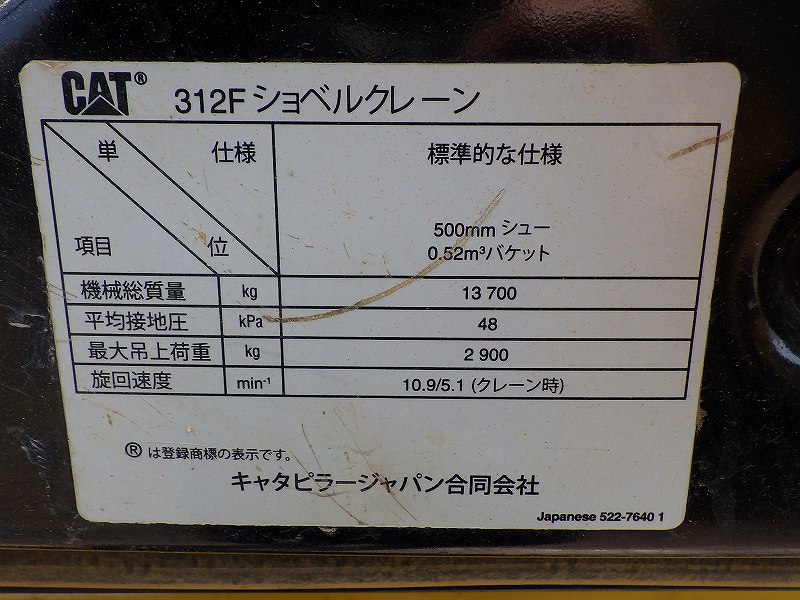 CAT® 312F ショベルクレーン
単 仕様 標準的な仕様
500mm シュー
項目 位 0.52m³バケット
機械総質量 kg 13 700
平均接地圧 kPa 48
最大吊上荷重 kg 2 900
旋回速度 min⁻¹ 10.9/5.1 (クレーン時)
® は登録商標の表示です。
キャタピラージャパン合同会社
Japanese 522-7640 1